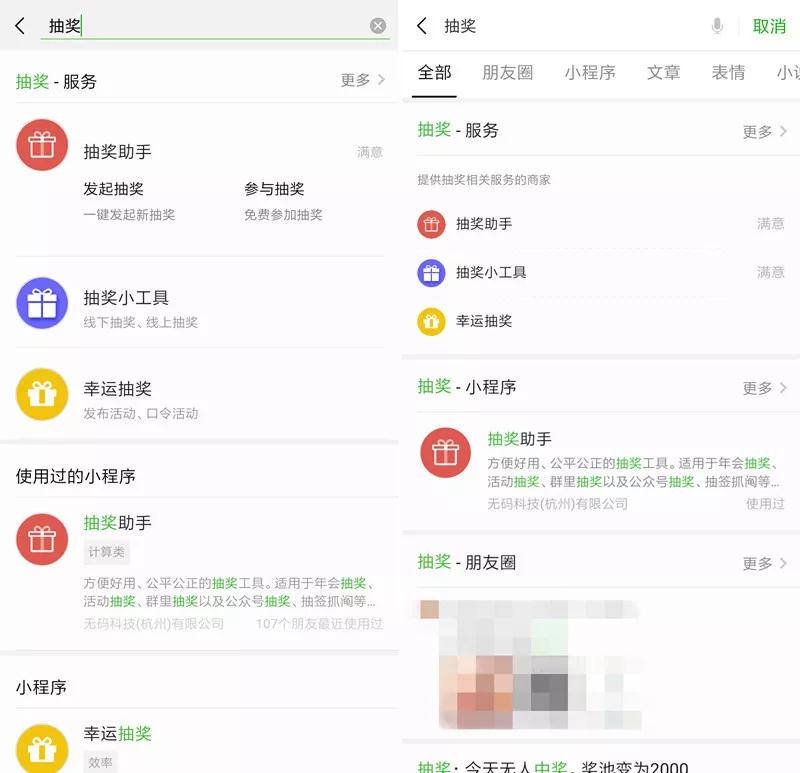 抽奖
抽奖 - 服务
更多
抽奖助手
满意
发起抽奖
参与抽奖
一键发起新抽奖
免费参加抽奖
抽奖小工具
线下抽奖、线上抽奖
幸运抽奖
发布活动、口令活动
使用过的小程序
抽奖助手
计算类
方便好用、公平公正的抽奖工具。适用于年会抽奖、
活动抽奖、群里抽奖以及公众号抽奖、抽签抓阄等...
无码科技(杭州)有限公司
107个朋友最近使用过
小程序
幸运抽奖
效率
抽奖
取消
全部 朋友圈 小程序 文章 表情 小说
抽奖 - 服务
更多
提供抽奖相关服务的商家
抽奖助手
满意
抽奖小工具
满意
幸运抽奖
抽奖 - 小程序
更多
抽奖助手
方便好用、公平公正的抽奖工具。适用于年会抽奖、
活动抽奖、群里抽奖以及公众号抽奖、抽签抓阄等...
无码科技(杭州)有限公司
使用过
抽奖 - 朋友圈
更多
抽奖：今天无人中奖，奖池变为2000